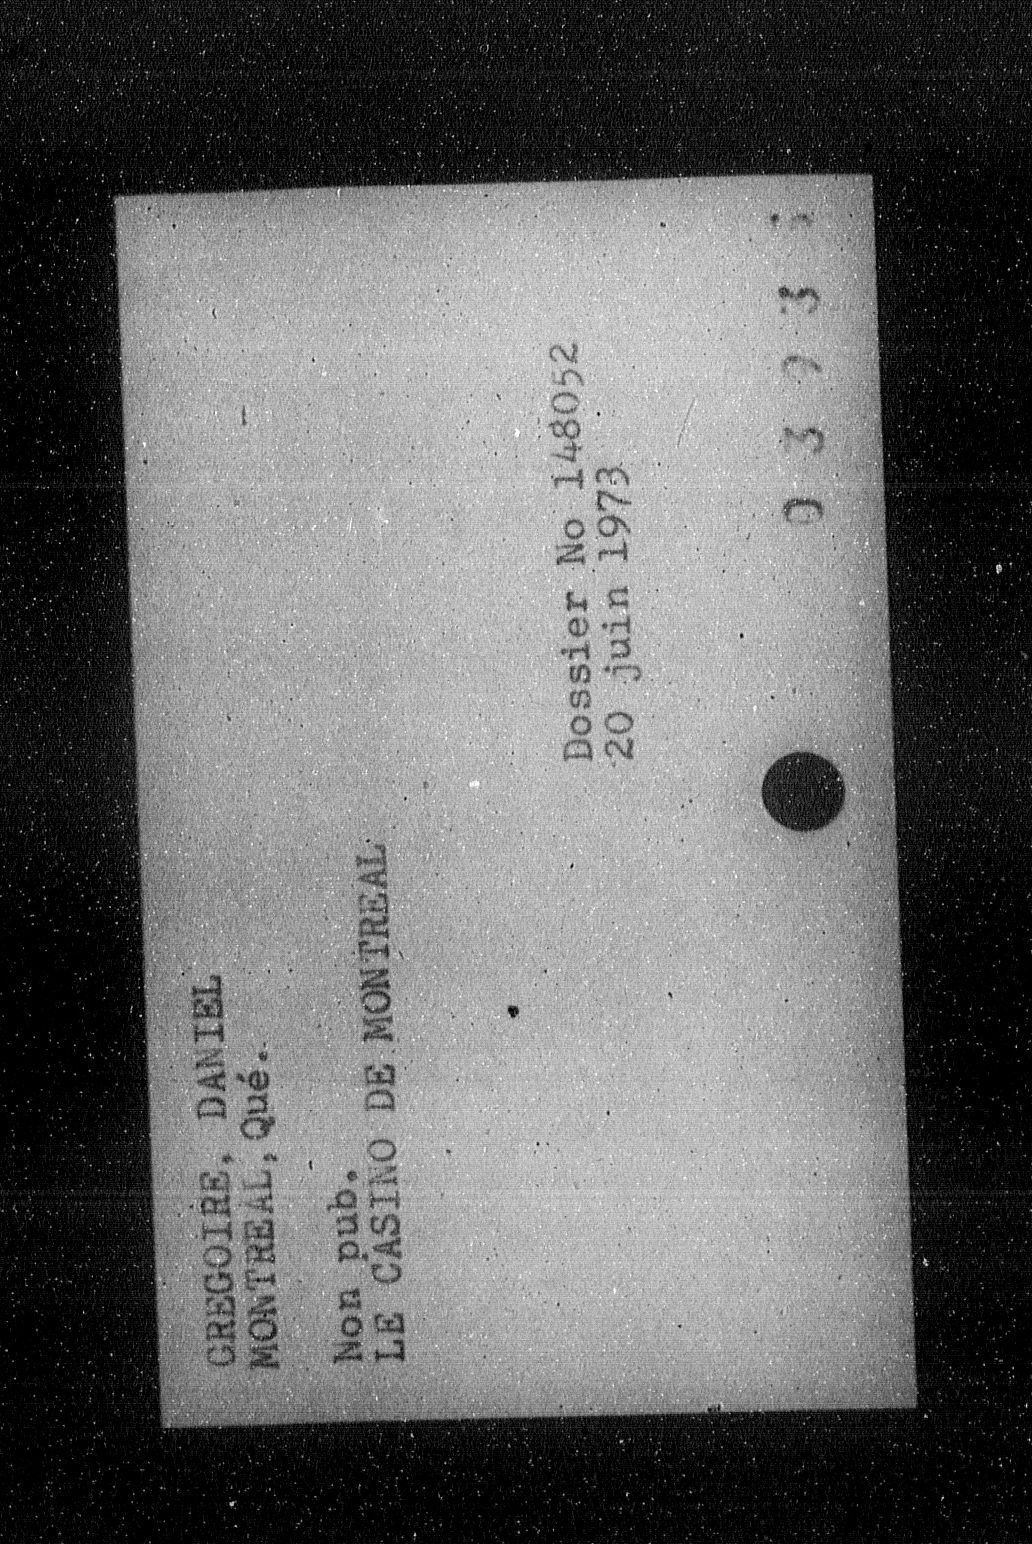 GREGOIRE, DANIEL
MONTREAL, Qué.
Non pub.
LE CASINO DE MONTREAL
Dossier No 148052
20 juin 1973